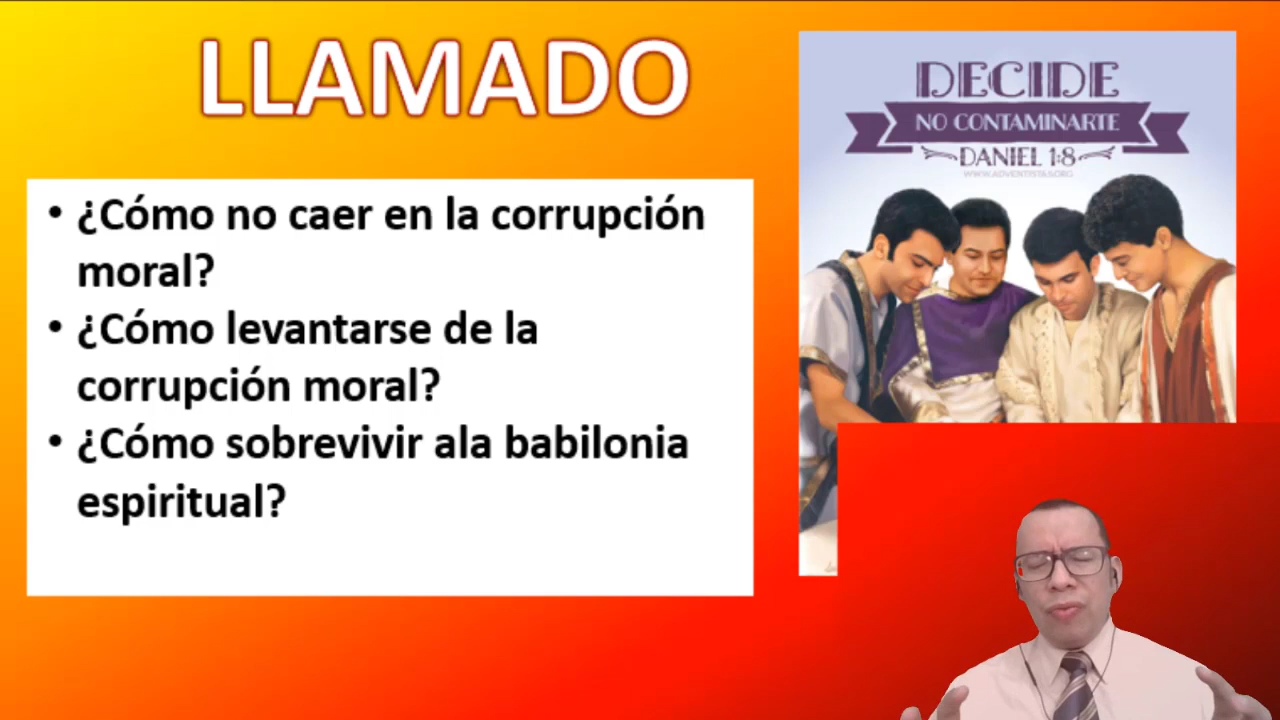 LLAMADO
• ¿Cómo no caer en la corrupción
moral?
• ¿Cómo levantarse de la
corrupción moral?
• ¿Cómo sobrevivir ala babilonia
espiritual?
DECIDE
NO CONTAMINARTE
DANIEL 1:8
WWW.ADVENTISTAS.ORG